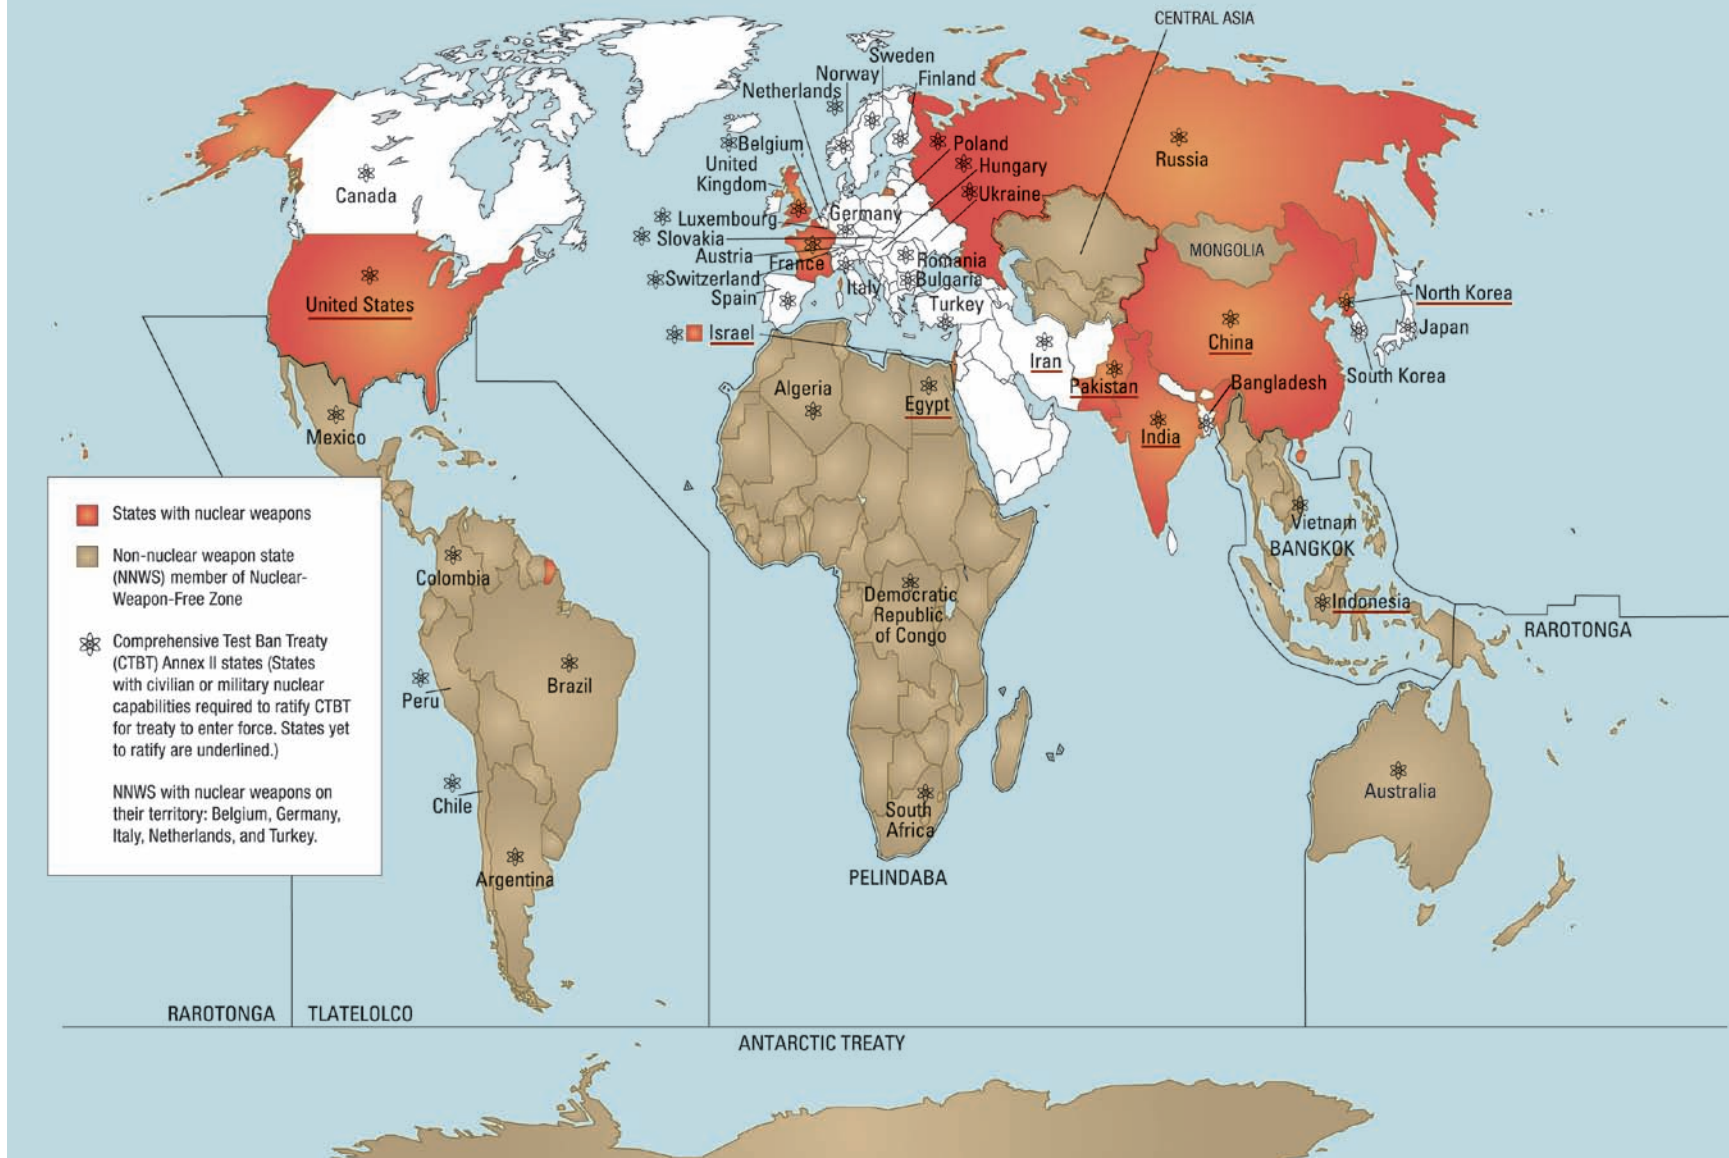 CENTRAL ASIA
Sweden
Norway
Finland
Netherlands
Belgium
Poland
United
Kingdom
Hungary
Ukraine
Russia
Canada
Luxembourg
Germany
Slovakia
Austria
France
Romania
MONGOLIA
Switzerland
Bulgaria
Spain
Italy
Turkey
United States
North Korea
Israel
Japan
China
Iran
South Korea
Pakistan
Bangladesh
Algeria
Egypt
India
Mexico
Vietnam
BANGKOK
Colombia
Democratic
Republic
of Congo
Indonesia
RAROTONGA
Peru
Brazil
Chile
South
Africa
Australia
Argentina
PELINDABA
States with nuclear weapons
Non-nuclear weapon state
(NNWS) member of Nuclear-
Weapon-Free Zone
Comprehensive Test Ban Treaty
(CTBT) Annex II states (States
with civilian or military nuclear
capabilities required to ratify CTBT
for treaty to enter force. States yet
to ratify are underlined.)
NNWS with nuclear weapons on
their territory: Belgium, Germany,
Italy, Netherlands, and Turkey.
RAROTONGA
TLATELOLCO
ANTARCTIC TREATY